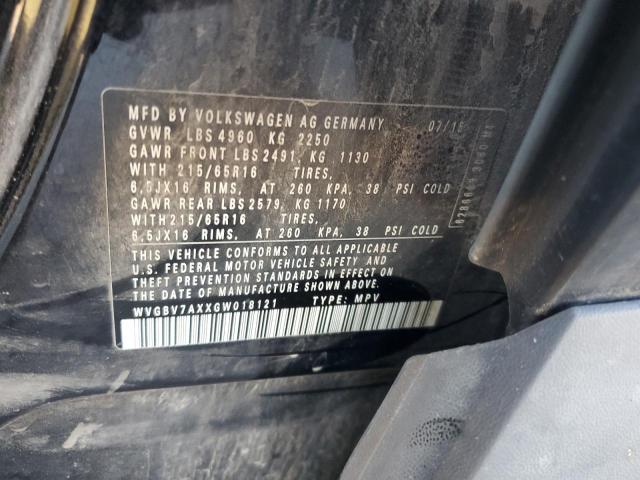 MFD BY VOLKSWAGEN AG GERMANY 07/15
GVWR LBS 4960 KG 2250
GAWR FRONT LBS 2491, KG 1130
WITH 215/65R16 TIRES,
6,5JX16 RIMS, AT 260 KPA, 38 PSI COLD
GAWR REAR LBS 2579, KG 1170
WITH 215/65R16 TIRES,
6,5JX16 RIMS, AT 260 KPA, 38 PSI COLD
THIS VEHICLE CONFORMS TO ALL APPLICABLE
U.S. FEDERAL MOTOR VEHICLE SAFETY AND
THEFT PREVENTION STANDARDS IN EFFECT ON
THE DATE OF MANUFACTURE SHOWN ABOVE.
WVGBV7AXXGW018121 TYPE: MPV